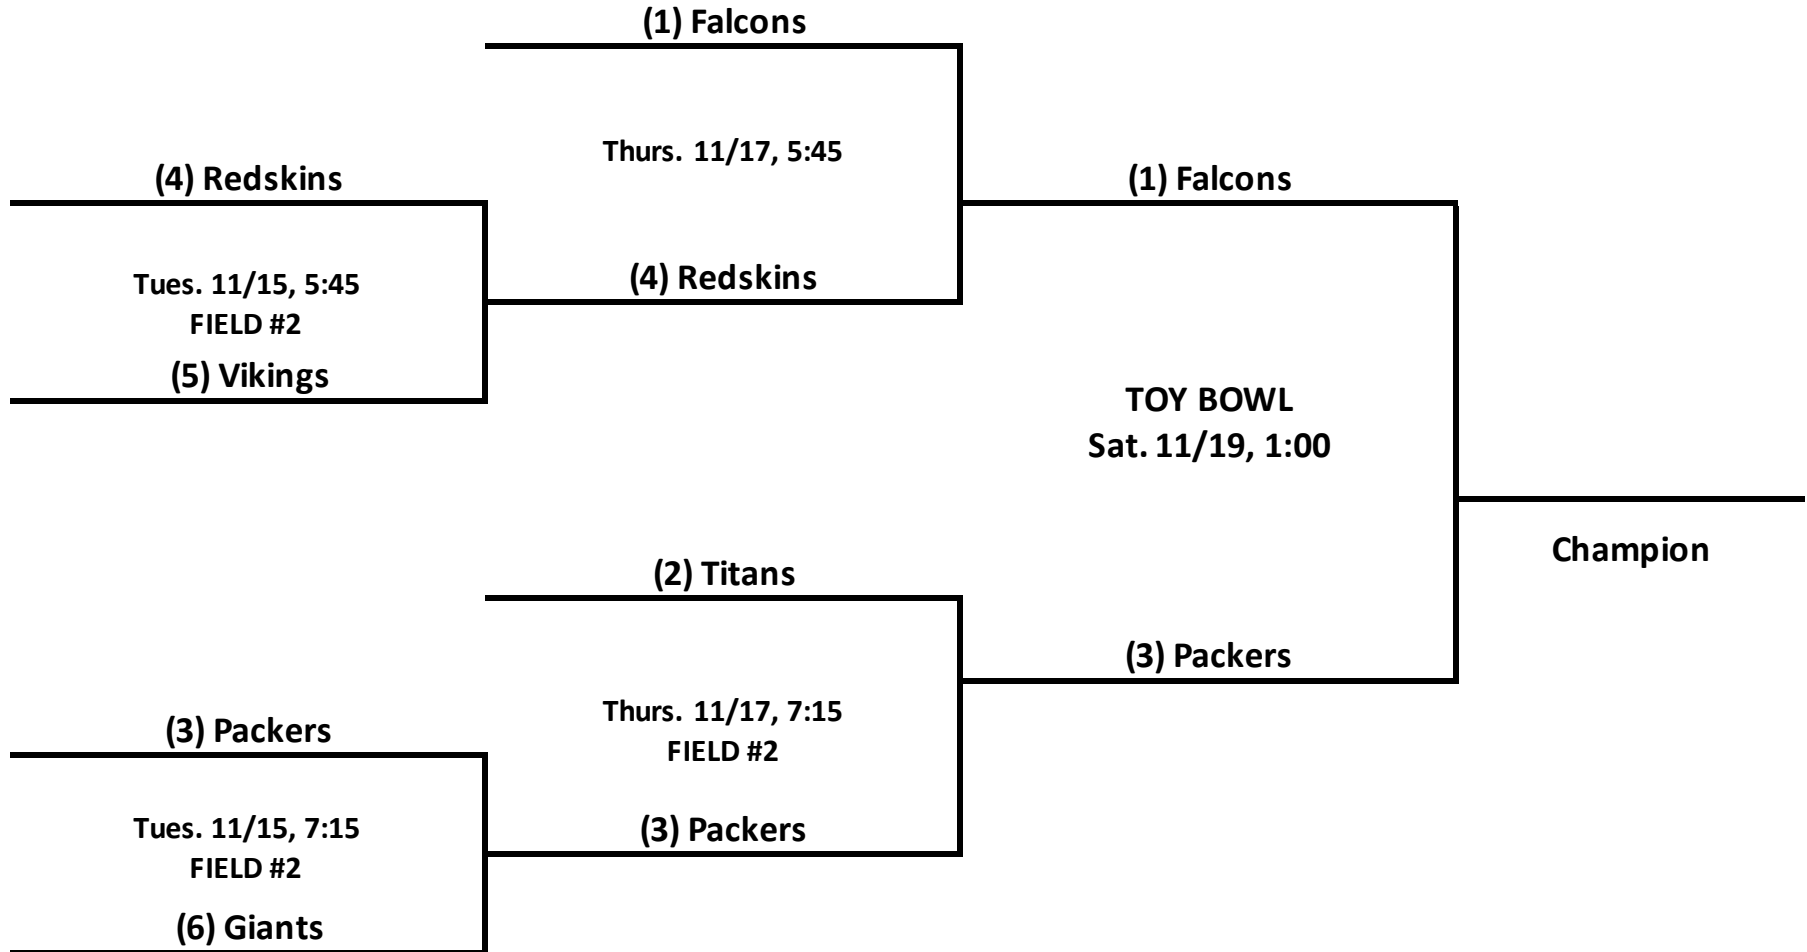 (1) Falcons
Thurs. 11/17, 5:45
(4) Redskins
(1) Falcons
Tues. 11/15, 5:45
FIELD #2
(4) Redskins
(5) Vikings
TOY BOWL
Sat. 11/19, 1:00
Champion
(2) Titans
(3) Packers
Thurs. 11/17, 7:15
FIELD #2
(3) Packers
Tues. 11/15, 7:15
FIELD #2
(3) Packers
(6) Giants